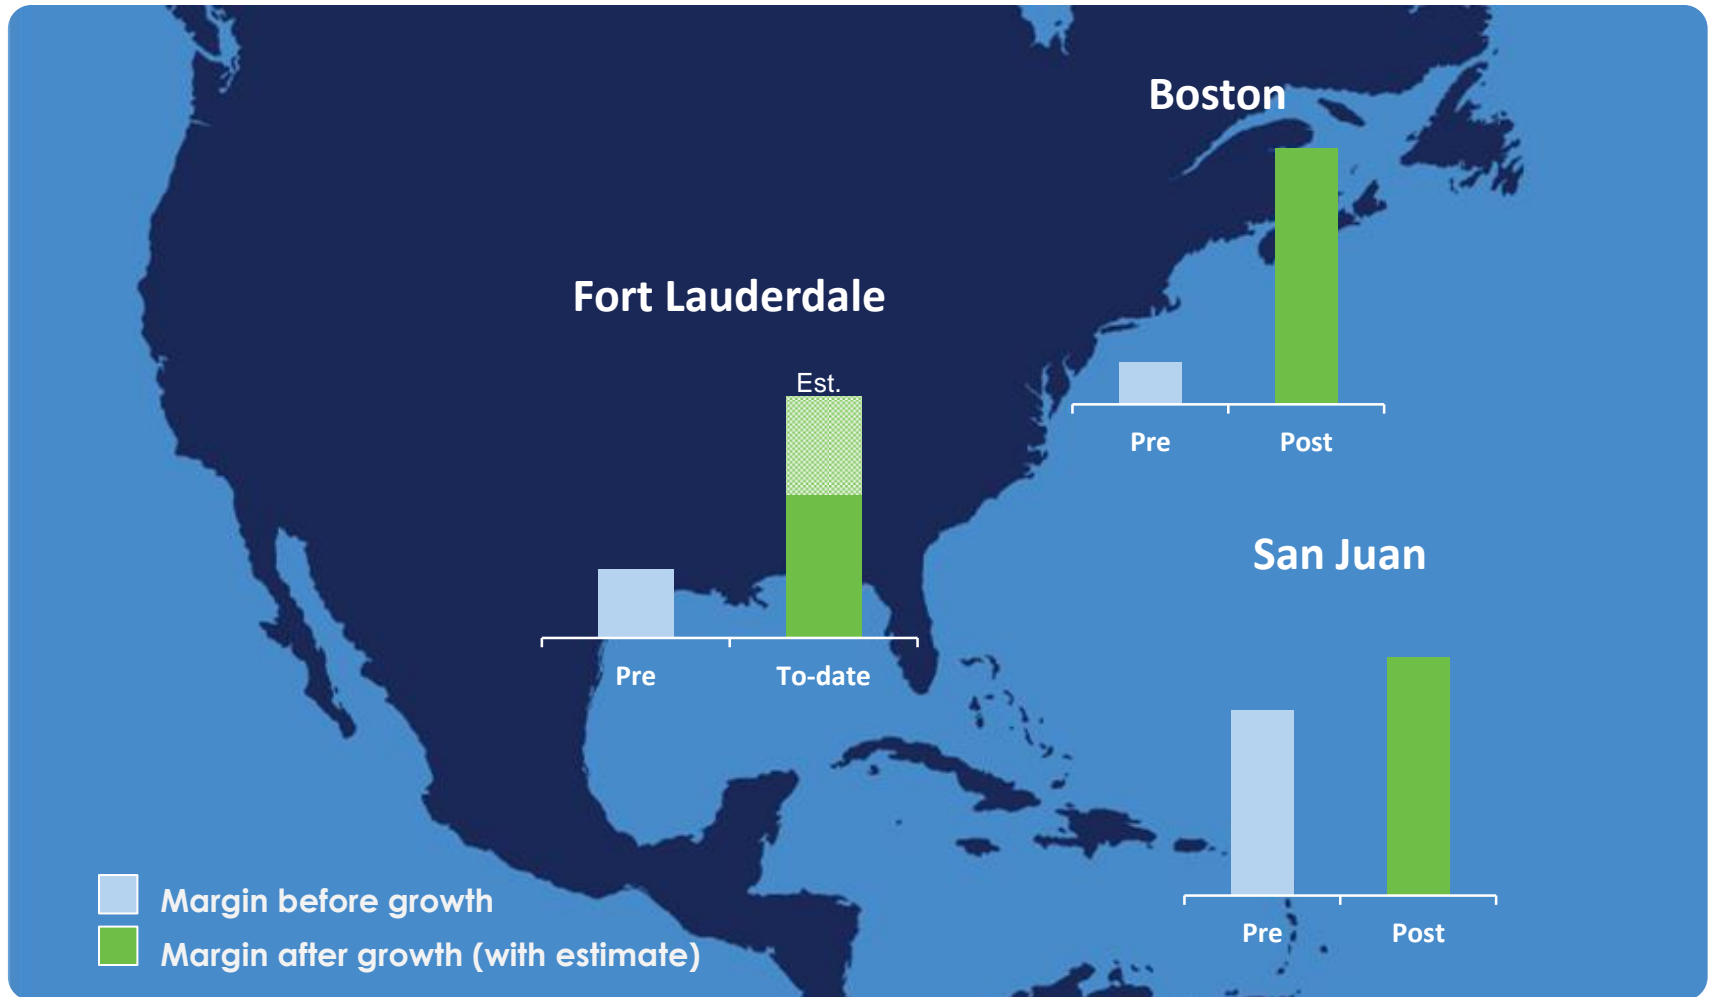 Boston
Pre
Post
Fort Lauderdale
Est.
Pre
To-date
San Juan
Pre
Post
Margin before growth
Margin after growth (with estimate)